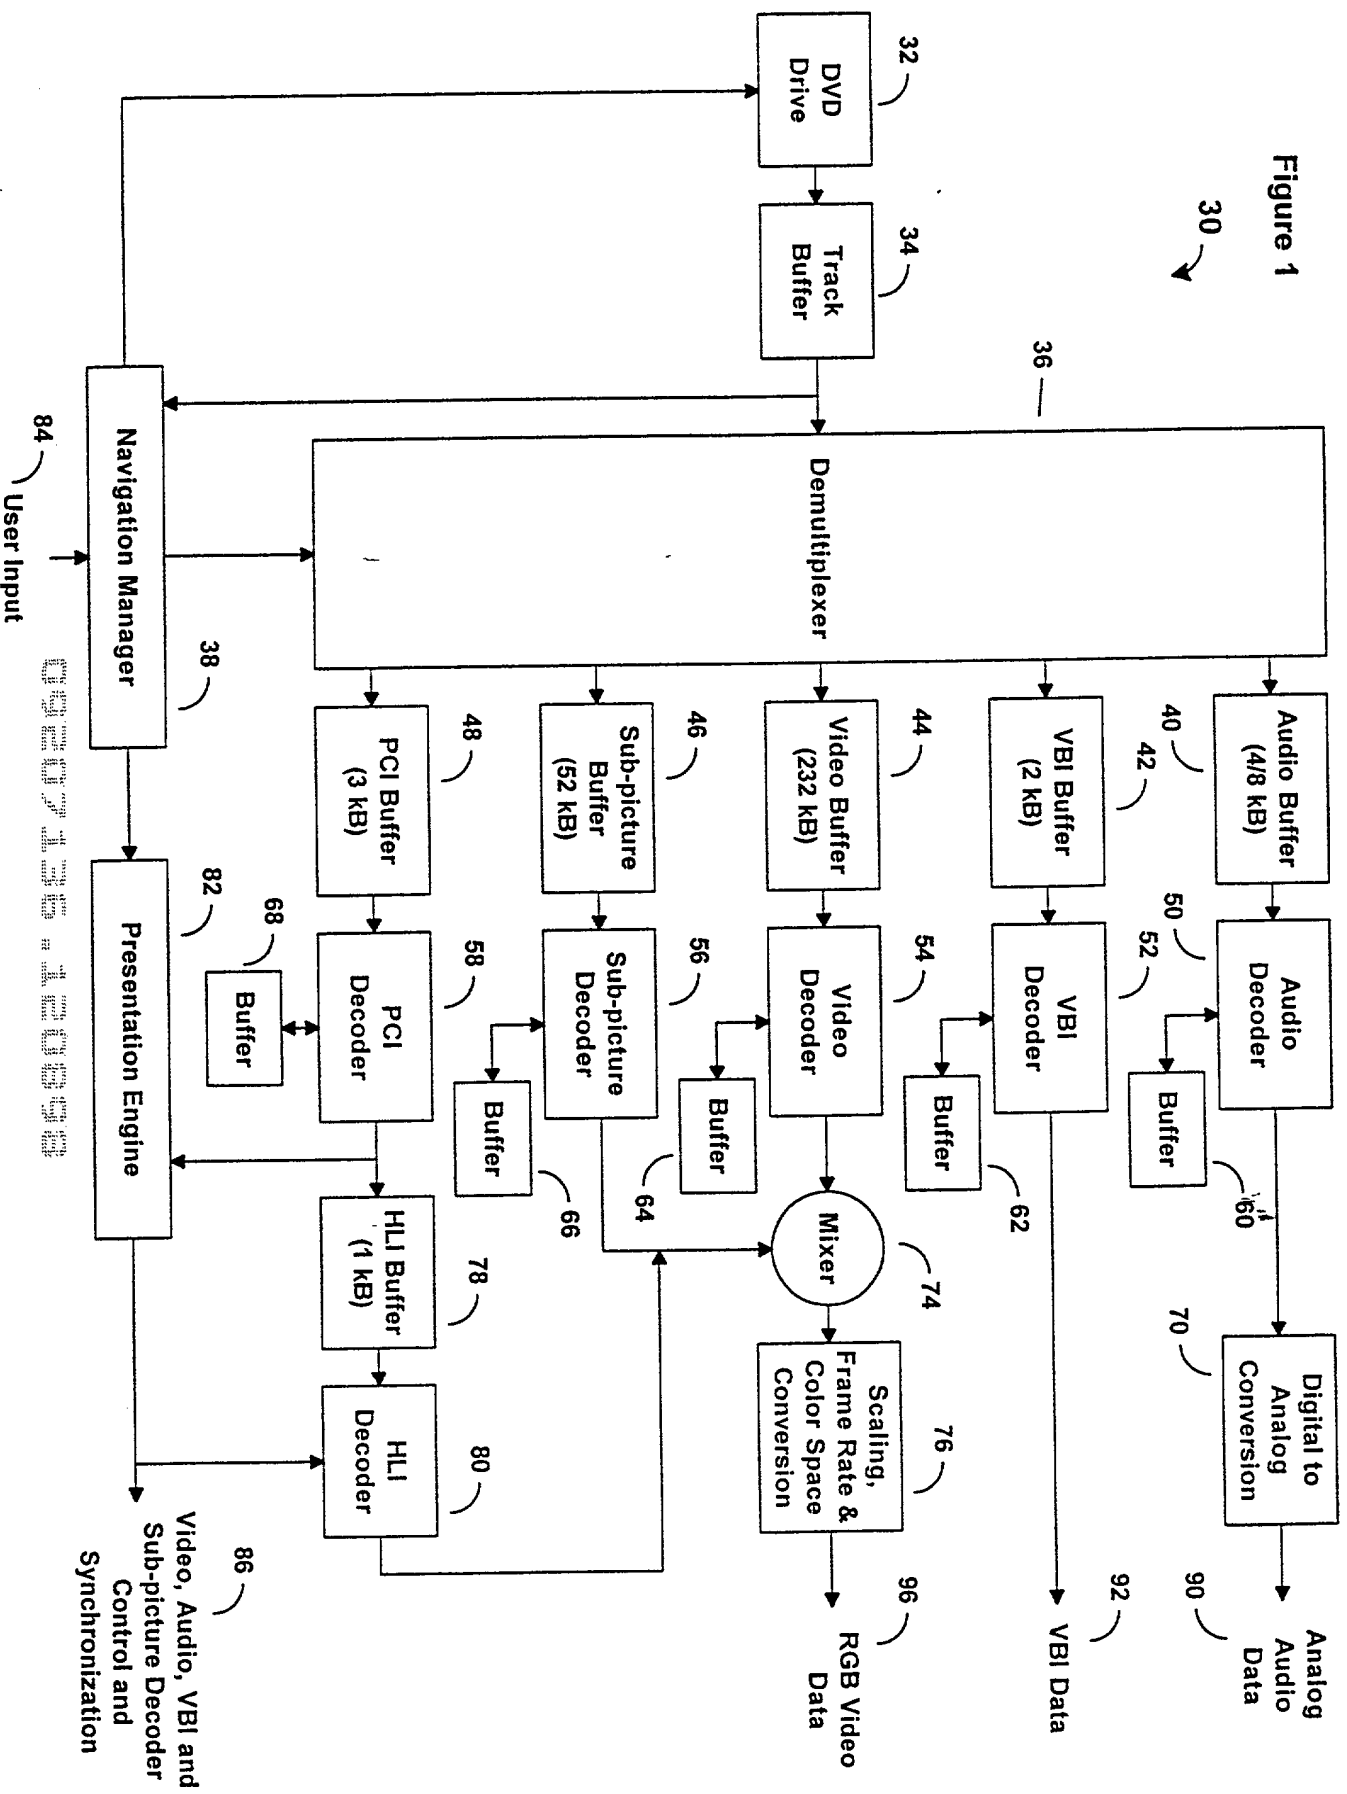 Figure 1
30
32
DVD
Drive
34
Track
Buffer
36
Demultiplexer
40
Audio Buffer
(4/8 kB)
50
Audio
Decoder
Buffer
60
70
Digital to
Analog
Conversion
90
Analog
Audio
Data
42
VBI Buffer
(2 kB)
52
VBI
Decoder
Buffer
62
92
VBI Data
44
Video Buffer
(232 kB)
54
Video
Decoder
Buffer
64
Mixer
74
76
Scaling,
Frame Rate &
Color Space
Conversion
96
RGB Video
Data
46
Sub-picture
Buffer
(52 kB)
56
Sub-picture
Decoder
Buffer
66
48
PCI Buffer
(3 kB)
58
PCI
Decoder
68
Buffer
HLI Buffer
(1 kB)
78
HLI
Decoder
80
38
Navigation Manager
84
User Input
82
Presentation Engine
86
Video, Audio, VBI and
Sub-picture Decoder
Control and
Synchronization
09207136.120898